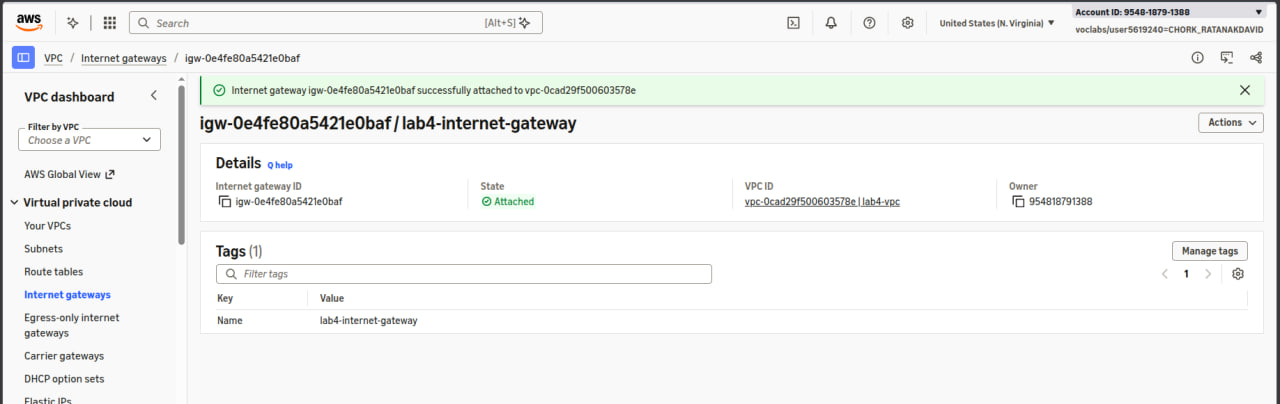 aws
Search
[Alt+S]
United States (N. Virginia)
Account ID: 9548-1879-1388
voclabs/user5619240=CHORK_RATANAKDAVID
VPC / Internet gateways / igw-0e4fe80a5421e0baf
VPC dashboard
Filter by VPC
Choose a VPC
AWS Global View
Virtual private cloud
Your VPCs
Subnets
Route tables
Internet gateways
Egress-only internet
gateways
Carrier gateways
DHCP option sets
Elastic IPs
Internet gateway igw-0e4fe80a5421e0baf successfully attached to vpc-0cad29f500603578e
igw-0e4fe80a5421e0baf / lab4-internet-gateway
Actions
Details
Q help
Internet gateway ID
igw-0e4fe80a5421e0baf
State
Attached
VPC ID
vpc-0cad29f500603578e | lab4-vpc
Owner
954818791388
Tags (1)
Manage tags
Filter tags
1
Key Value
Name lab4-internet-gateway